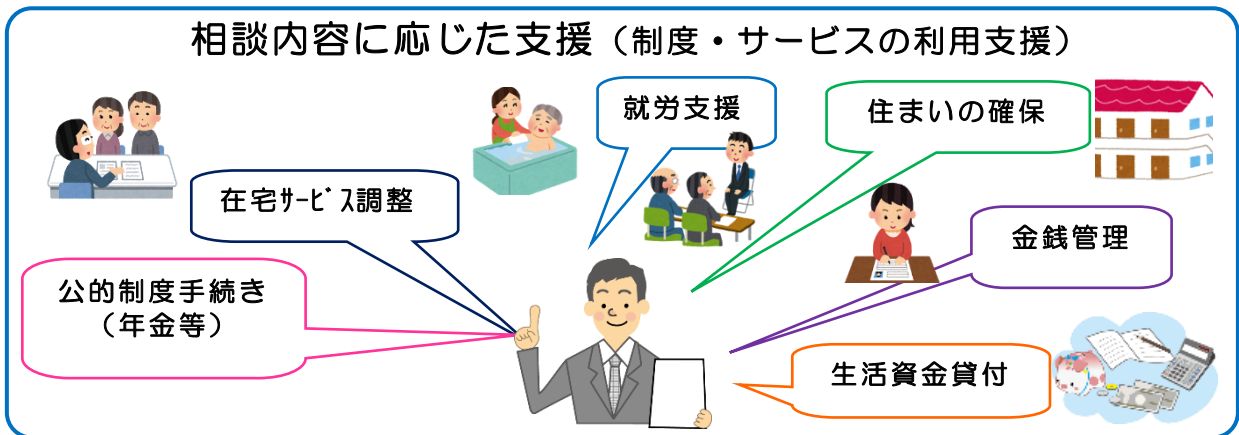 相談内容に応じた支援（制度・サービスの利用支援）
就労支援
住まいの確保
在宅ｻｰﾋﾞｽ調整
金銭管理
公的制度手続き
（年金等）
生活資金貸付